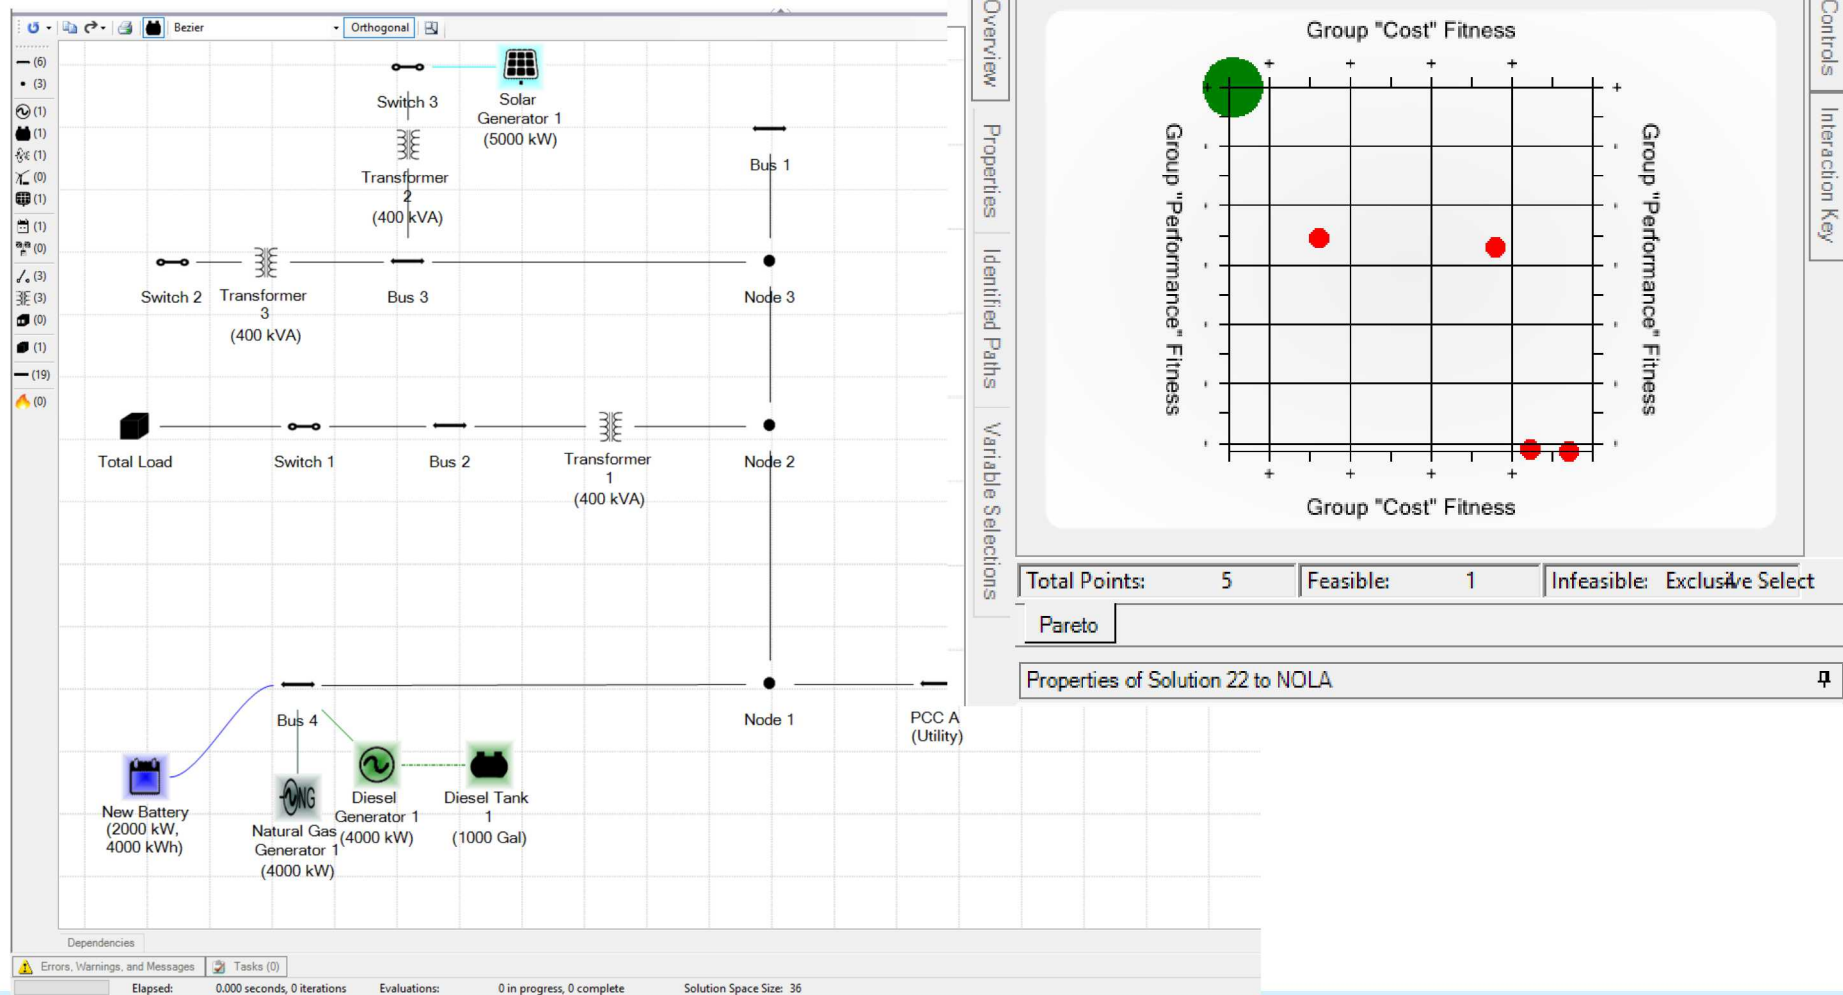 Bezier
Orthogonal
(6)
(3)
(1)
(1)
(1)
(0)
(1)
(1)
(0)
(3)
(3)
(0)
(1)
(19)
(0)
Switch 3
Solar
Generator 1
(5000 kW)
Transformer
2
(400 kVA)
Bus 1
Switch 2
Transformer
3
(400 kVA)
Bus 3
Node 3
Total Load
Switch 1
Bus 2
Transformer
1
(400 kVA)
Node 2
Bus 4
Node 1
PCC A
(Utility)
New Battery
(2000 kW,
4000 kWh)
NG
Natural Gas
Generator 1
(4000 kW)
Diesel
Generator 1
(4000 kW)
Diesel Tank
1
(1000 Gal)
Dependencies
Errors, Warnings, and Messages
Tasks (0)
Elapsed: 0.000 seconds, 0 iterations Evaluations: 0 in progress, 0 complete Solution Space Size: 36
Overview
Properties
Identified Paths
Variable Selections
Group "Cost" Fitness
Group "Performance" Fitness
Group "Performance" Fitness
Group "Cost" Fitness
Controls
Interaction Key
Total Points: 5 Feasible: 1 Infeasible: 4 Exclusive Select
Pareto
Properties of Solution 22 to NOLA